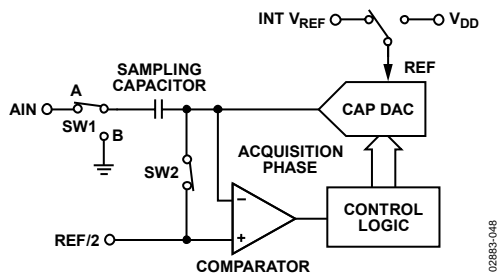 INT VREF
VDD
REF
SAMPLING
CAPACITOR
CAP DAC
A
AIN
SW1
B
ACQUISITION
PHASE
SW2
−
+
CONTROL
LOGIC
REF/2
COMPARATOR
02883-048